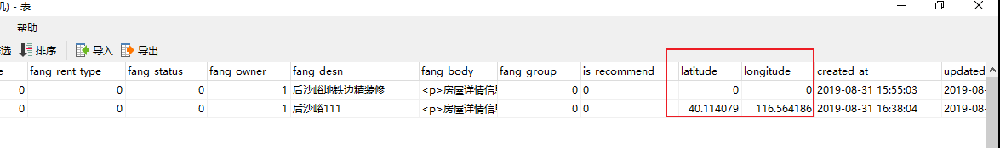 机) - 表
帮助
筛选 排序 导入 导出
e fang_rent_type fang_status fang_owner fang_desn fang_body fang_group is_recommend latitude longitude created_at updated
0 0 0 1 后沙峪地铁边精装修 <p>房屋详情信息 0 0 0 0 2019-08-31 15:55:03 2019-08-
0 0 0 1 后沙峪111 <p>房屋详情信息 0 0 40.114079 116.564186 2019-08-31 16:38:04 2019-08-